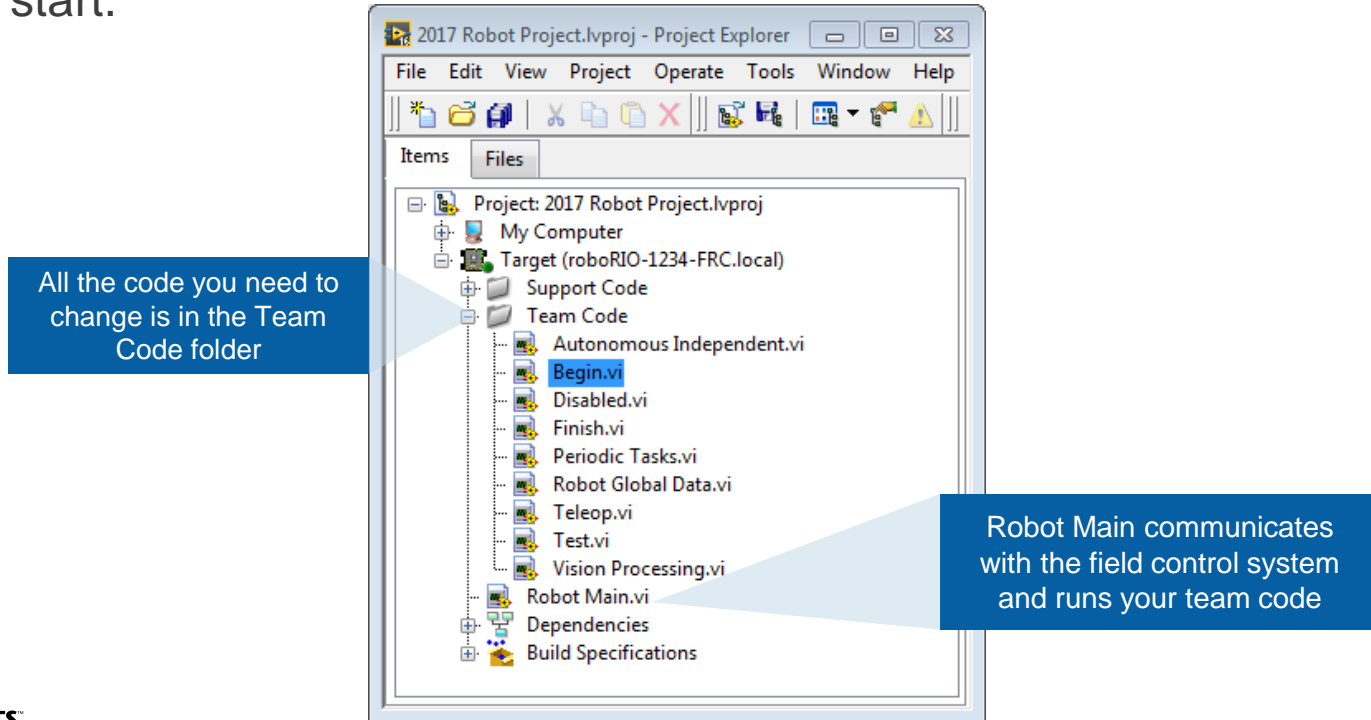 start.
2017 Robot Project.lvproj - Project Explorer
File Edit View Project Operate Tools Window Help
Items Files
Project: 2017 Robot Project.lvproj
My Computer
Target (roboRIO-1234-FRC.local)
Support Code
Team Code
Autonomous Independent.vi
Begin.vi
Disabled.vi
Finish.vi
Periodic Tasks.vi
Robot Global Data.vi
Teleop.vi
Test.vi
Vision Processing.vi
Robot Main.vi
Dependencies
Build Specifications
All the code you need to
change is in the Team
Code folder
Robot Main communicates
with the field control system
and runs your team code